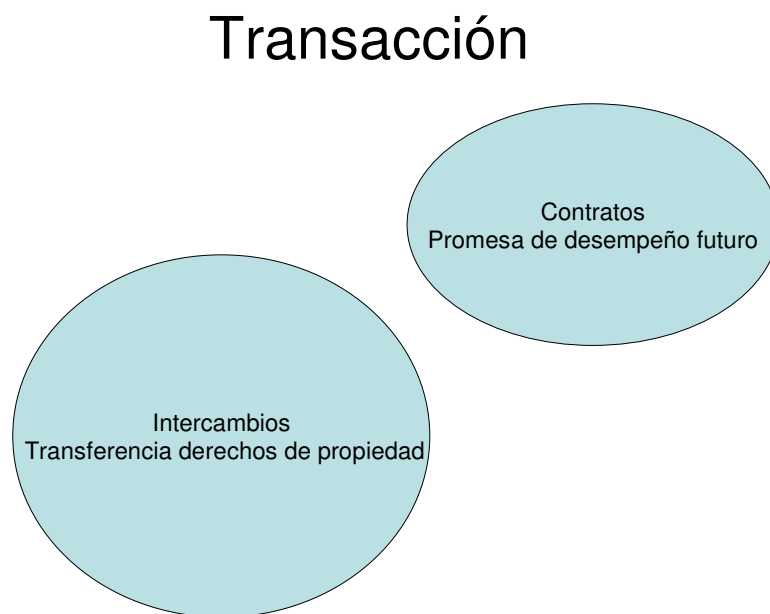 Transacción
Contratos
Promesa de desempeño futuro
Intercambios
Transferencia derechos de propiedad